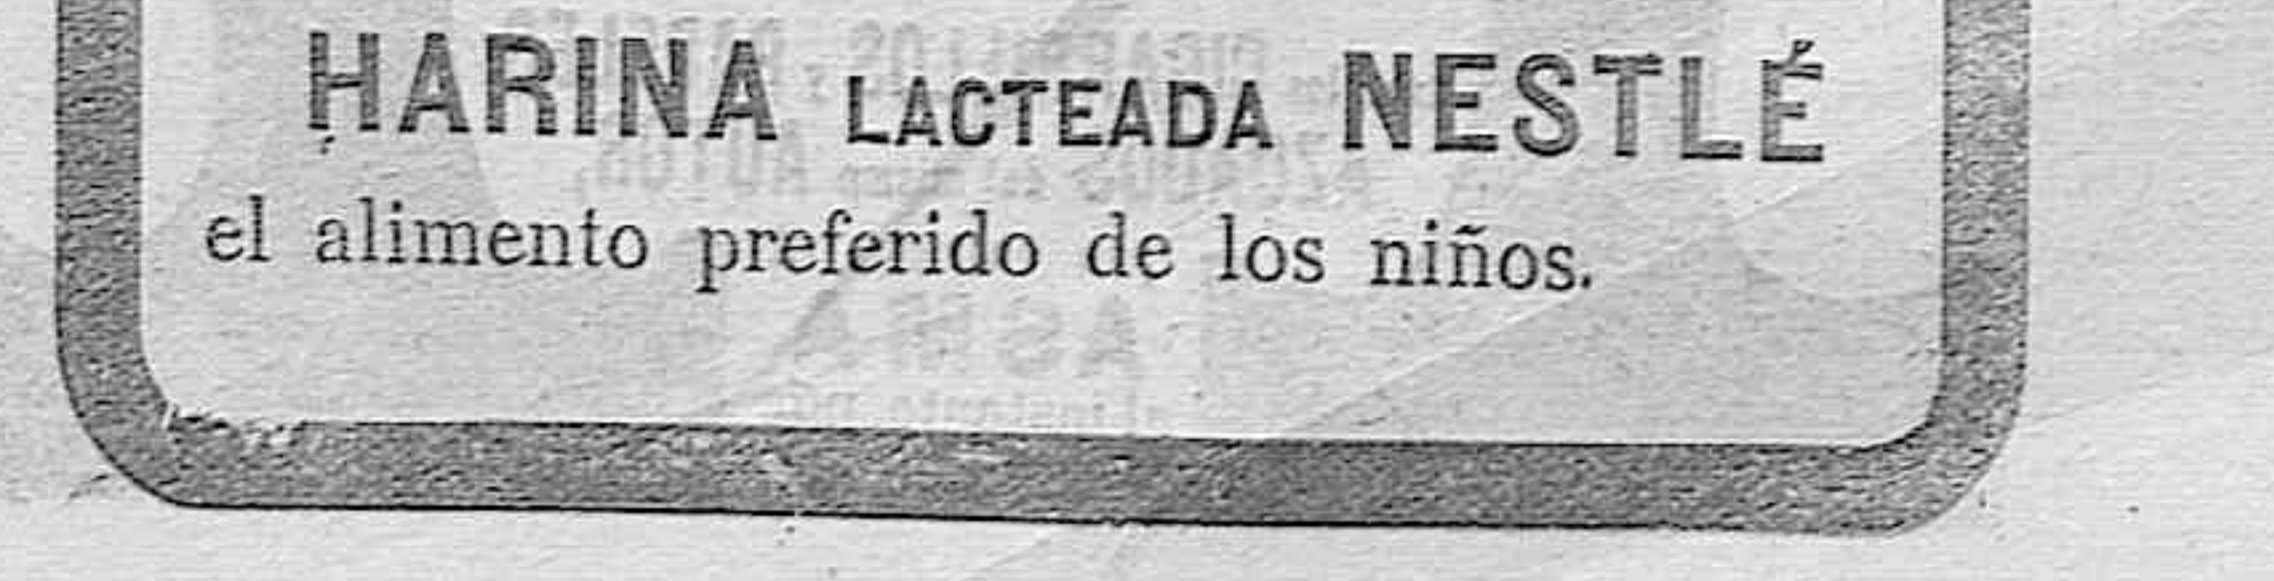 HARINA LACTEADA NESTLÉ
el alimento preferido de los niños.